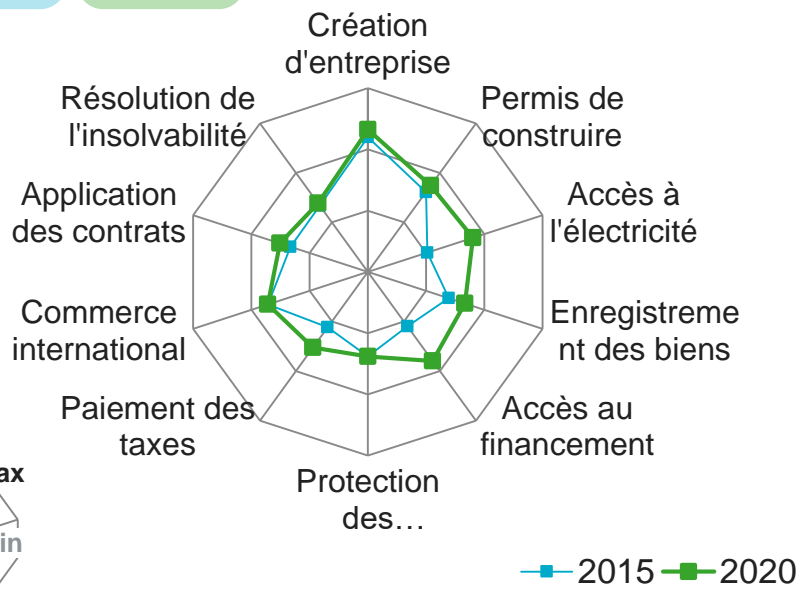 Création
d'entreprise
Permis de
construire
Accès à
l'électricité
Enregistreme
nt des biens
Accès au
financement
Protection
des…
Paiement des
taxes
Commerce
international
Application
des contrats
Résolution de
l'insolvabilité
ax
in
2015
2020